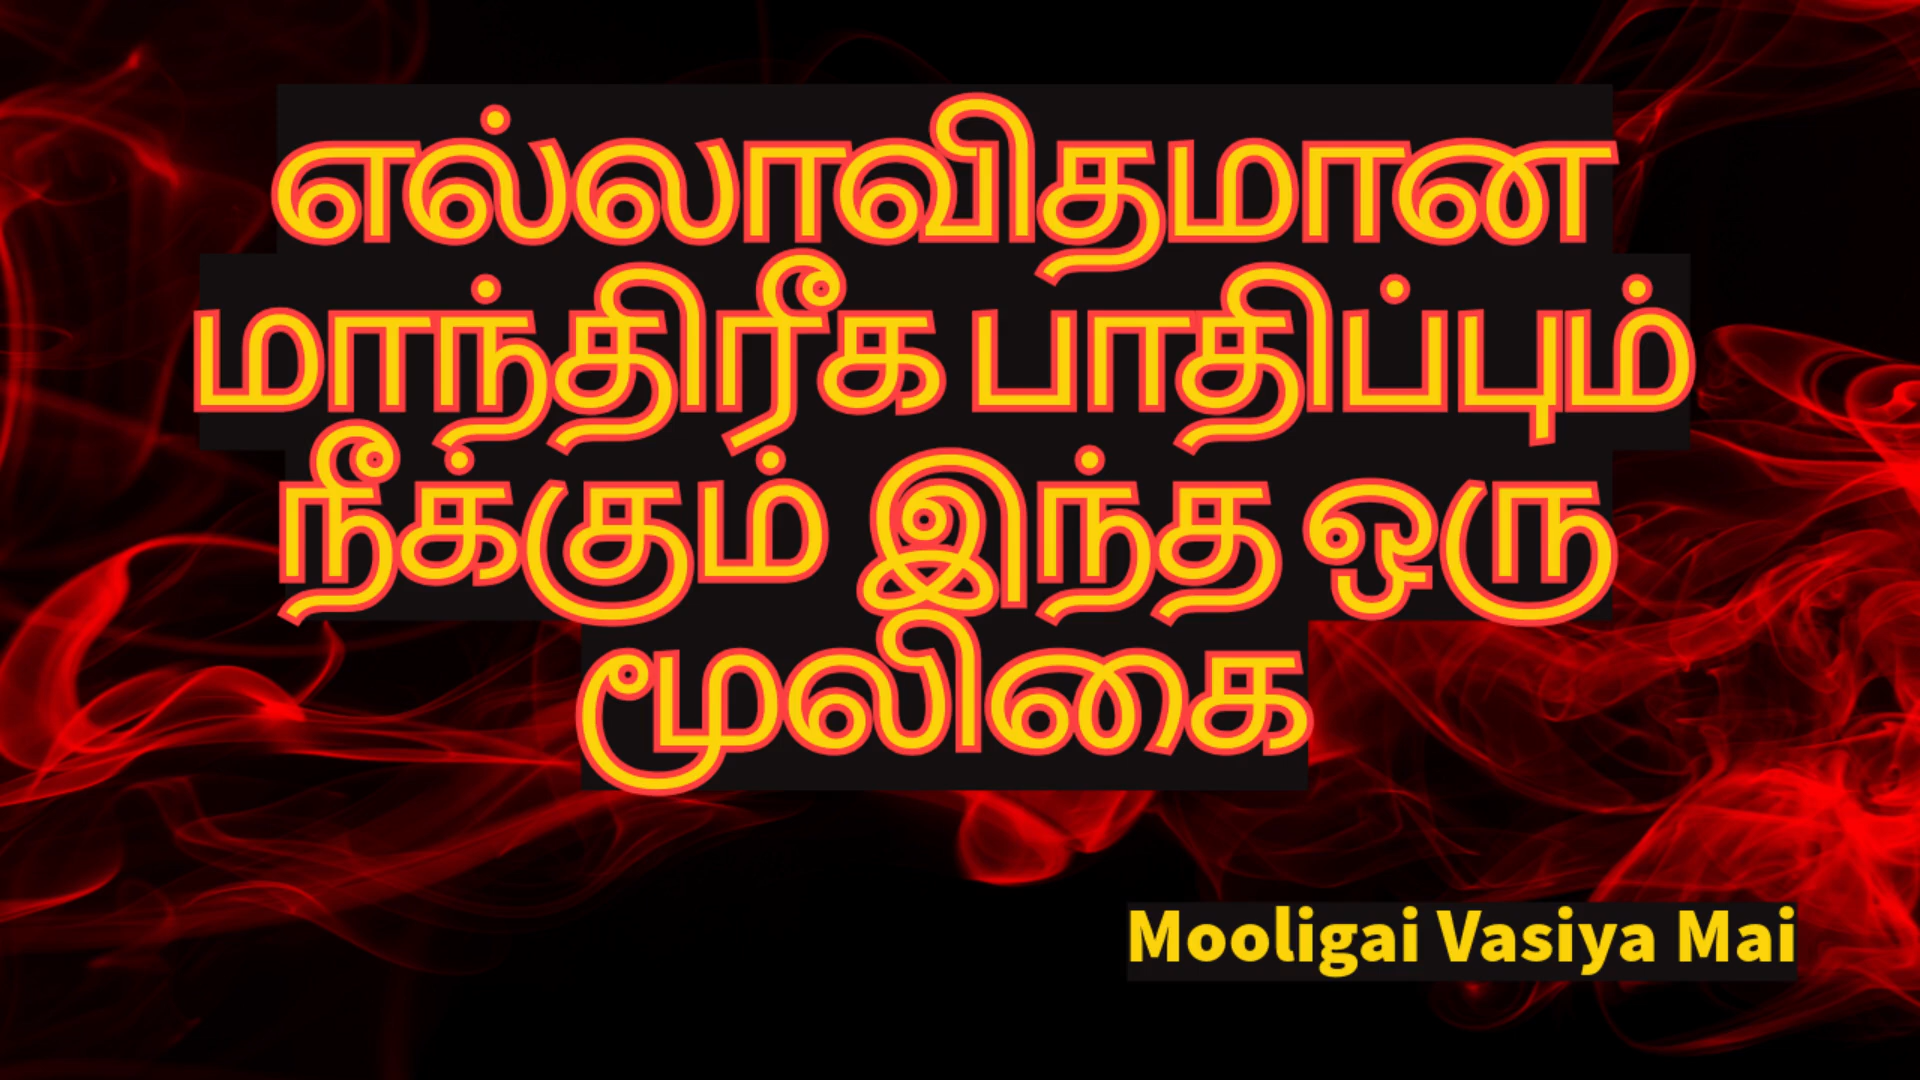 எல்லாவிதமான
மாந்திரீக பாதிப்பும்
நீக்கும் இந்த ஒரு
மூலிகை
Mooligai Vasiya Mai